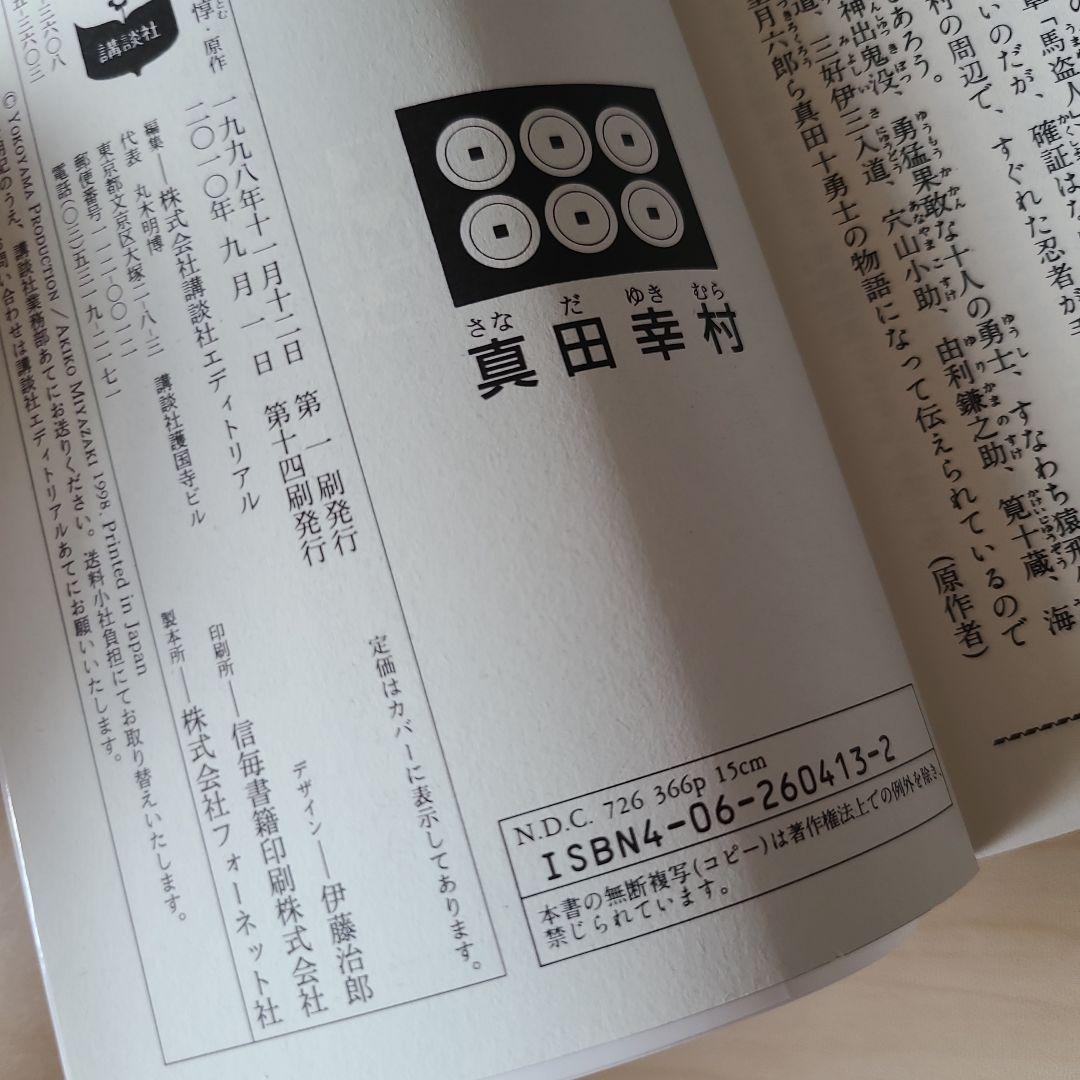 草「馬盗人」
いのだが、確証はな
村の周辺で、すぐれた忍者が
であろう。
神出鬼没、勇猛果敢な十人の勇士、すなわち猿飛
道、三好伊三入道、穴山小助、由利鎌之助、筧十蔵、海
望月六郎ら真田十勇士の物語になって伝えられているので
(原作者)
さなだゆきむら
真田幸村
N.D.C. 726 366p 15cm
ISBN4-06-260413-2
本書の無断複写(コピー)は著作権法上での例外を除き、
禁じられています。
定価はカバーに表示してあります。
一九九八年十一月十二日 第一刷発行
二〇一〇年九月一日 第十四刷発行
惇・原作
講談社
編集―株式会社講談社エディトリアル
代表 丸木明博
東京都文京区大塚二-八-三 講談社護国寺ビル
郵便番号一一二-〇〇一二
電話(〇三)五三一九-二一七一
デザイン―伊藤治郎
印刷所―信毎書籍印刷株式会社
製本所―株式会社フォーネット社
五-三六〇八
五-三六〇三
© YOKOYAMA PRODUCTION / AKIKO MIYAZAKI 1998, Printed in Japan
明記のうえ、講談社業務部あてにお送りください。送料小社負担にてお取り替えいたします。
お問い合わせは講談社エディトリアルあてにお願いいたします。